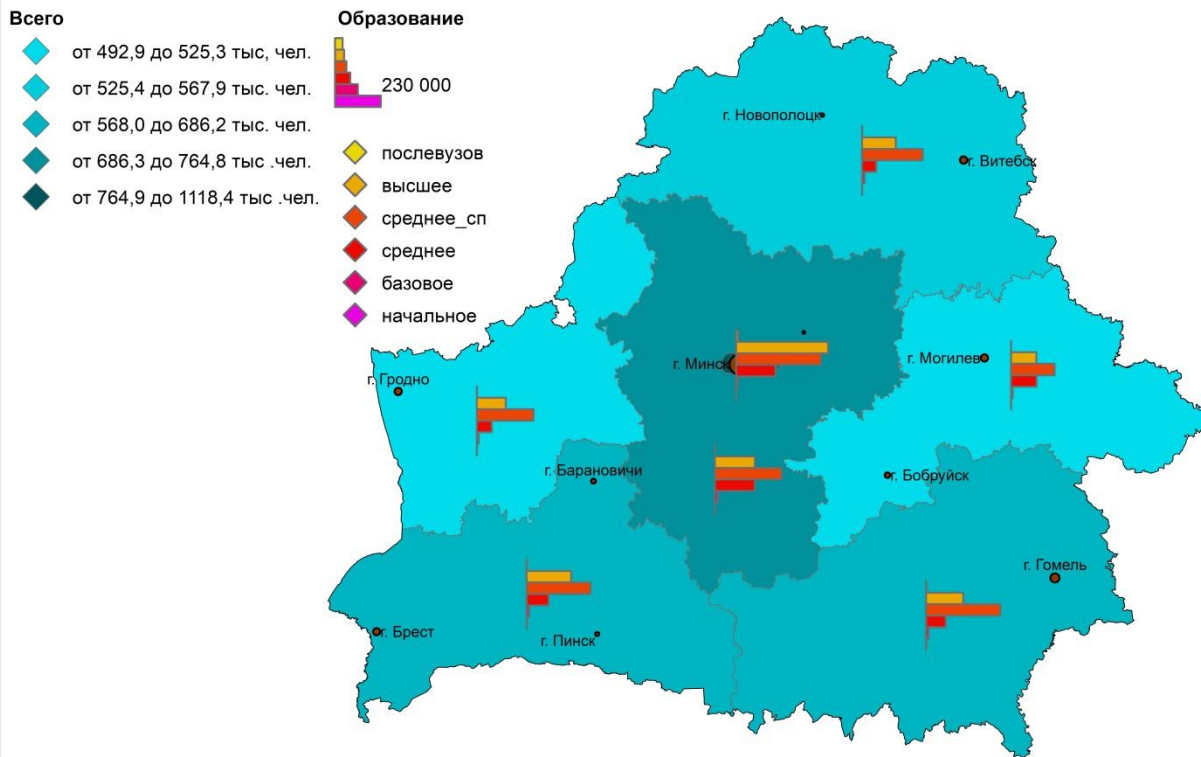 Всего
от 492,9 до 525,3 тыс, чел.
от 525,4 до 567,9 тыс. чел.
от 568,0 до 686,2 тыс. чел.
от 686,3 до 764,8 тыс .чел.
от 764,9 до 1118,4 тыс .чел.
Образование
230 000
послевузов
высшее
среднее_сп
среднее
базовое
начальное
г. Новополоцк
г. Витебск
г. Минск
г. Могилев
г. Гродно
г. Барановичи
г. Бобруйск
г. Гомель
г. Брест
г. Пинск